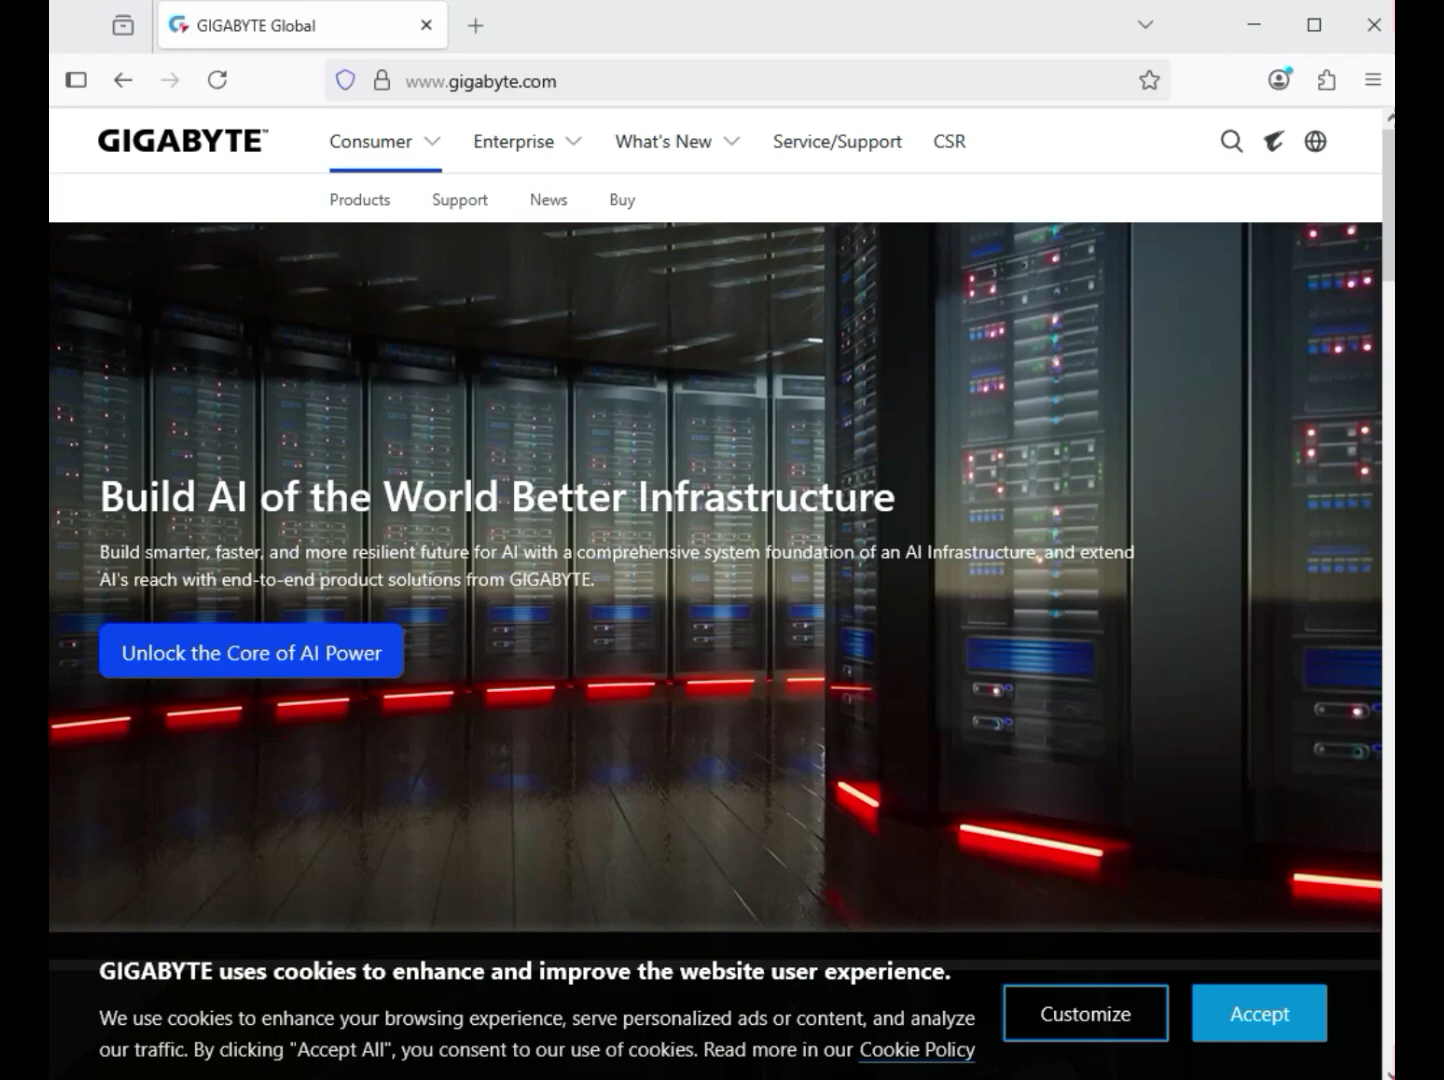 GIGABYTE Global
www.gigabyte.com
GIGABYTE™
Consumer
Enterprise
What's New
Service/Support
CSR
Products
Support
News
Buy
Build AI of the World Better Infrastructure
Build smarter, faster, and more resilient future for AI with a comprehensive system foundation of an AI Infrastructure, and extend
AI's reach with end-to-end product solutions from GIGABYTE.
Unlock the Core of AI Power
GIGABYTE uses cookies to enhance and improve the website user experience.
We use cookies to enhance your browsing experience, serve personalized ads or content, and analyze
our traffic. By clicking "Accept All", you consent to our use of cookies. Read more in our Cookie Policy
Customize
Accept